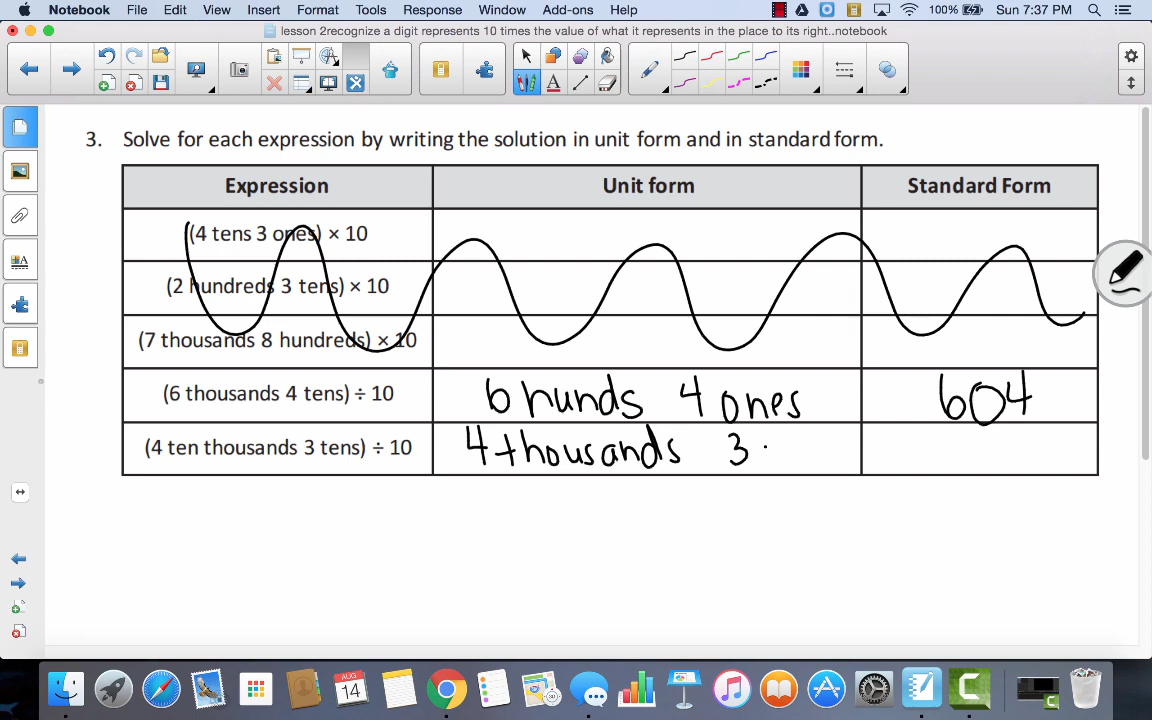 Notebook File Edit View Insert Format Tools Response Window Add-ons Help 100% Sun 7:37 PM
lesson 2recognize a digit represents 10 times the value of what it represents in the place to its right..notebook
3. Solve for each expression by writing the solution in unit form and in standard form.
Expression Unit form Standard Form
(4 tens 3 ones) × 10
(2 hundreds 3 tens) × 10
(7 thousands 8 hundreds) × 10
(6 thousands 4 tens) ÷ 10 6 hunds 4 ones 604
(4 ten thousands 3 tens) ÷ 10 4 thousands 3
AUG
14